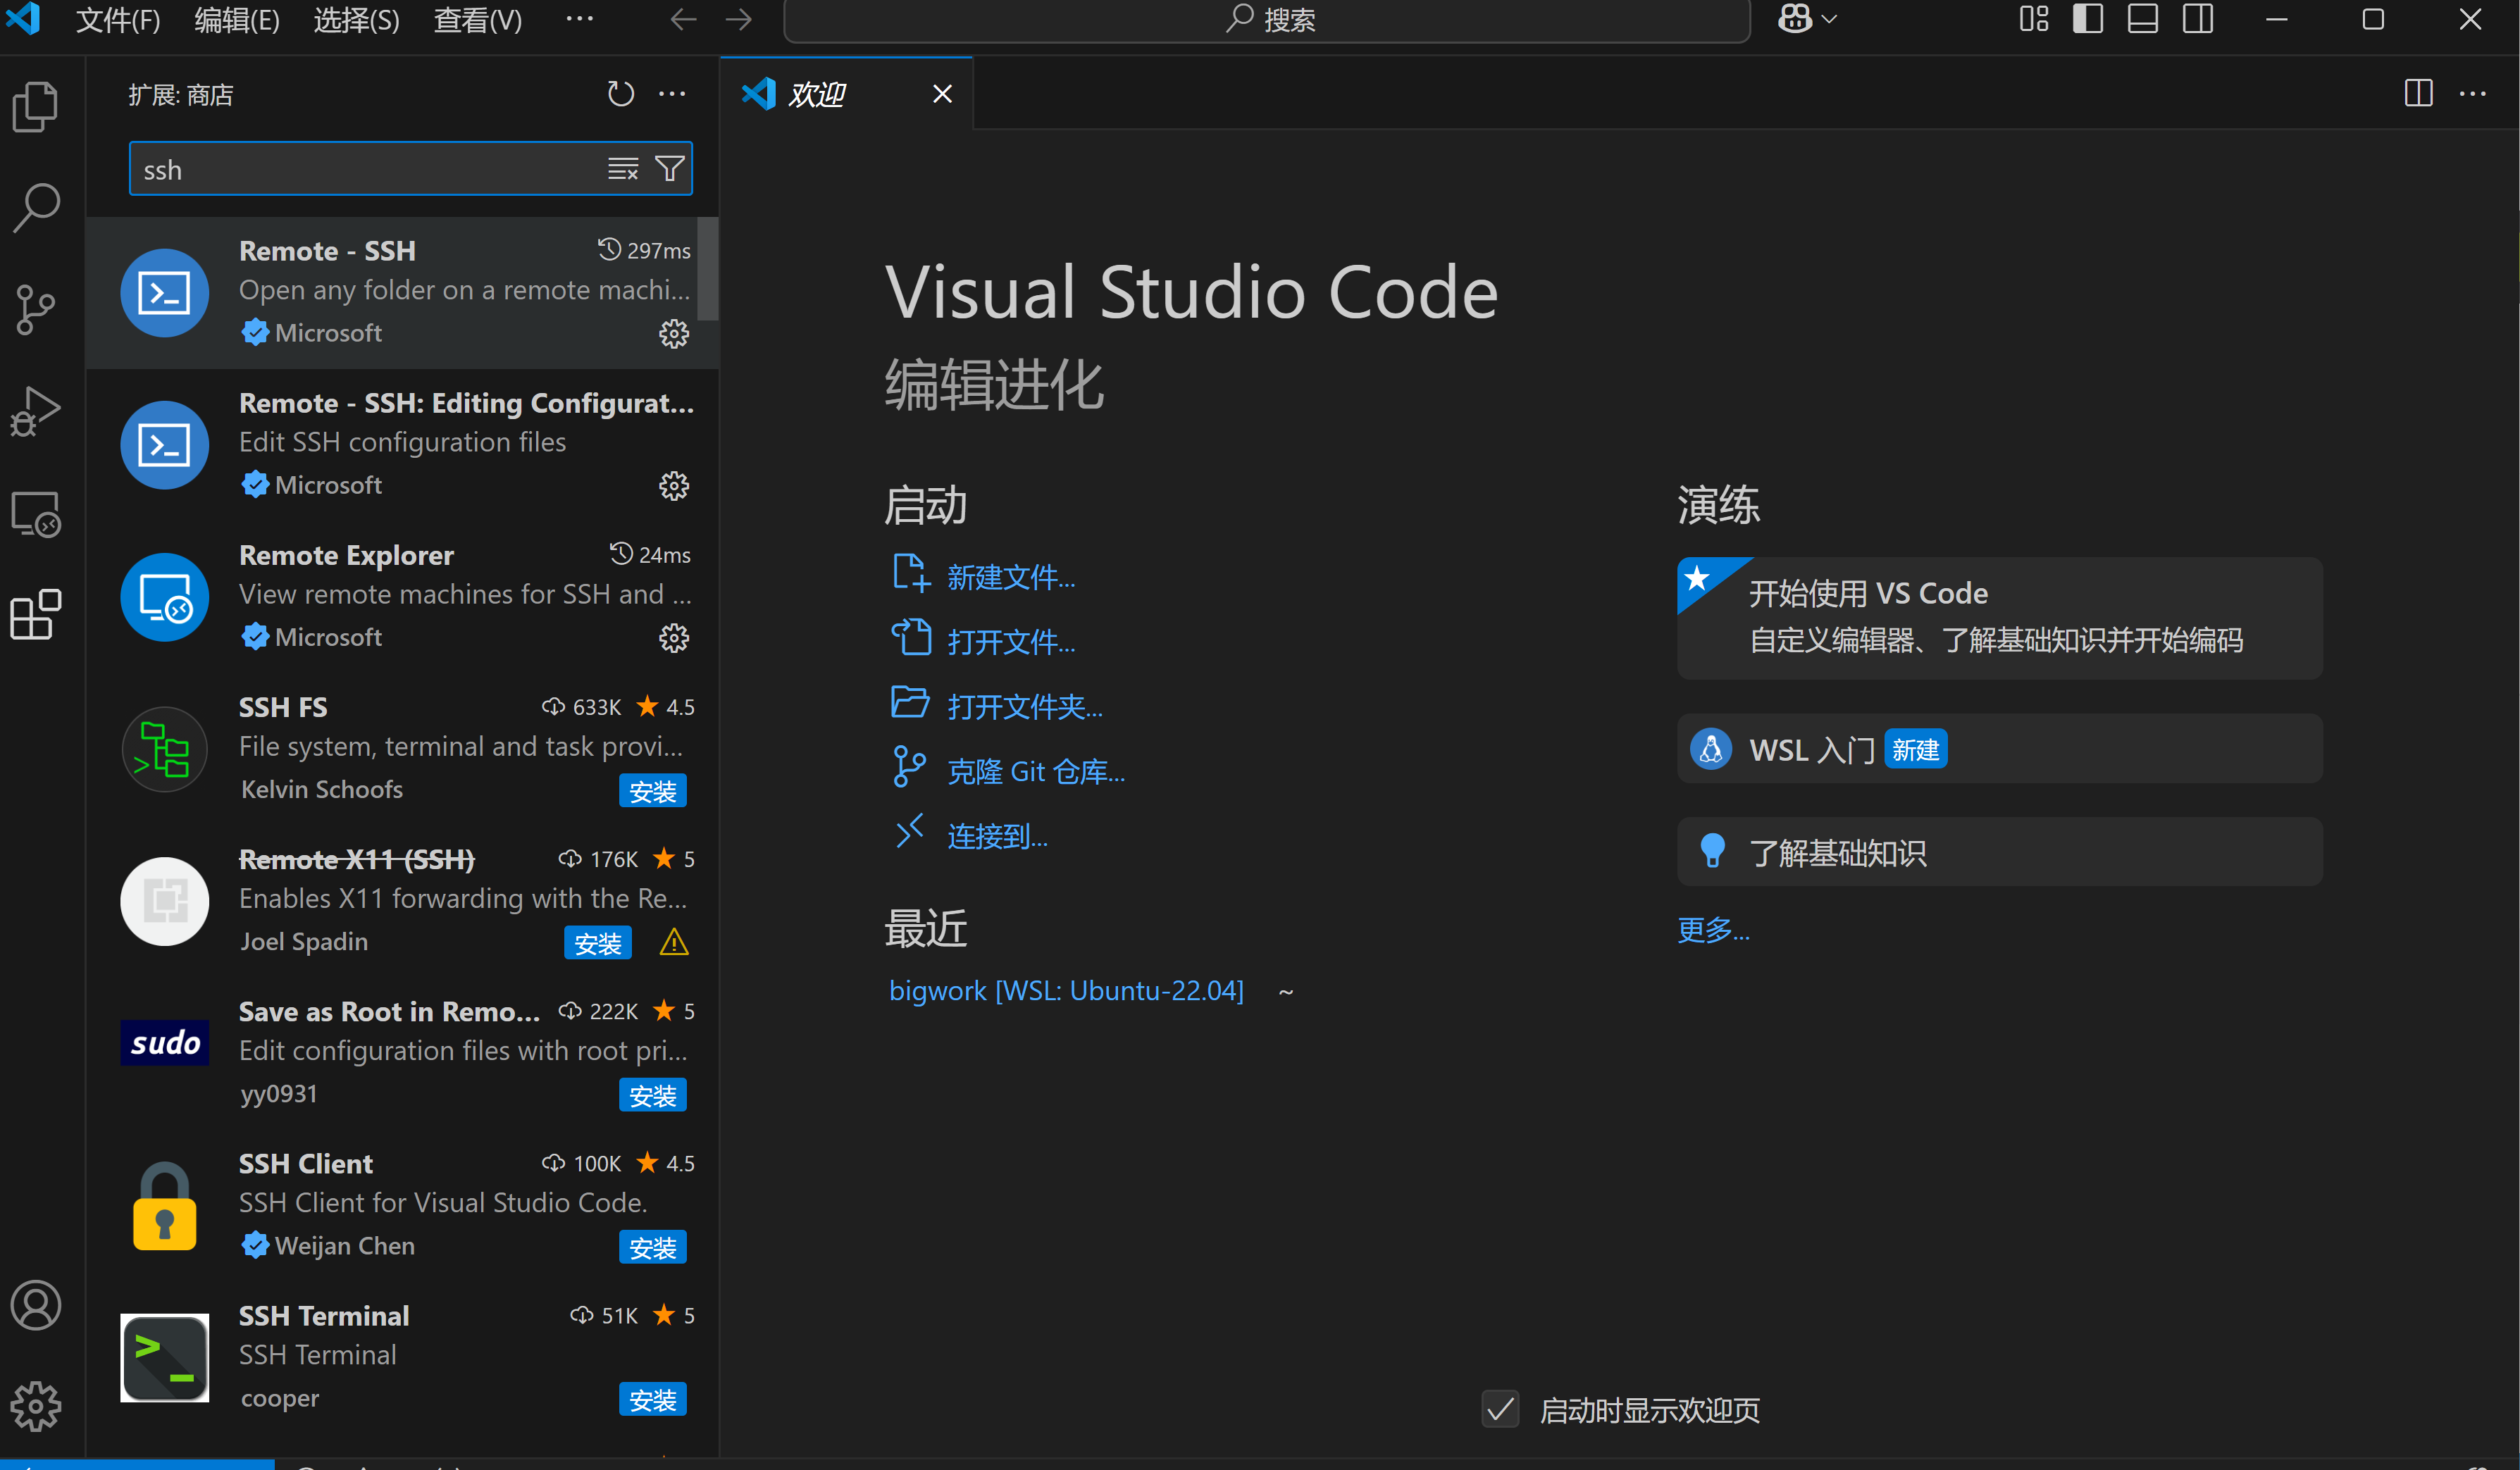 文件(F) 编辑(E) 选择(S) 查看(V) ··· 搜索
扩展: 商店
ssh
Remote - SSH 297ms
Open any folder on a remote machi...
Microsoft
Remote - SSH: Editing Configurat...
Edit SSH configuration files
Microsoft
Remote Explorer 24ms
View remote machines for SSH and ...
Microsoft
SSH FS 633K 4.5
File system, terminal and task provi...
Kelvin Schoofs 安装
Remote X11 (SSH) 176K 5
Enables X11 forwarding with the Re...
Joel Spadin 安装
sudo
Save as Root in Remo... 222K 5
Edit configuration files with root pri...
yy0931 安装
SSH Client 100K 4.5
SSH Client for Visual Studio Code.
Weijan Chen 安装
SSH Terminal 51K 5
SSH Terminal
cooper 安装
欢迎
Visual Studio Code
编辑进化
启动
新建文件...
打开文件...
打开文件夹...
克隆 Git 仓库...
连接到...
最近
bigwork [WSL: Ubuntu-22.04] ~
演练
开始使用 VS Code
自定义编辑器、了解基础知识并开始编码
WSL 入门 新建
了解基础知识
更多...
启动时显示欢迎页